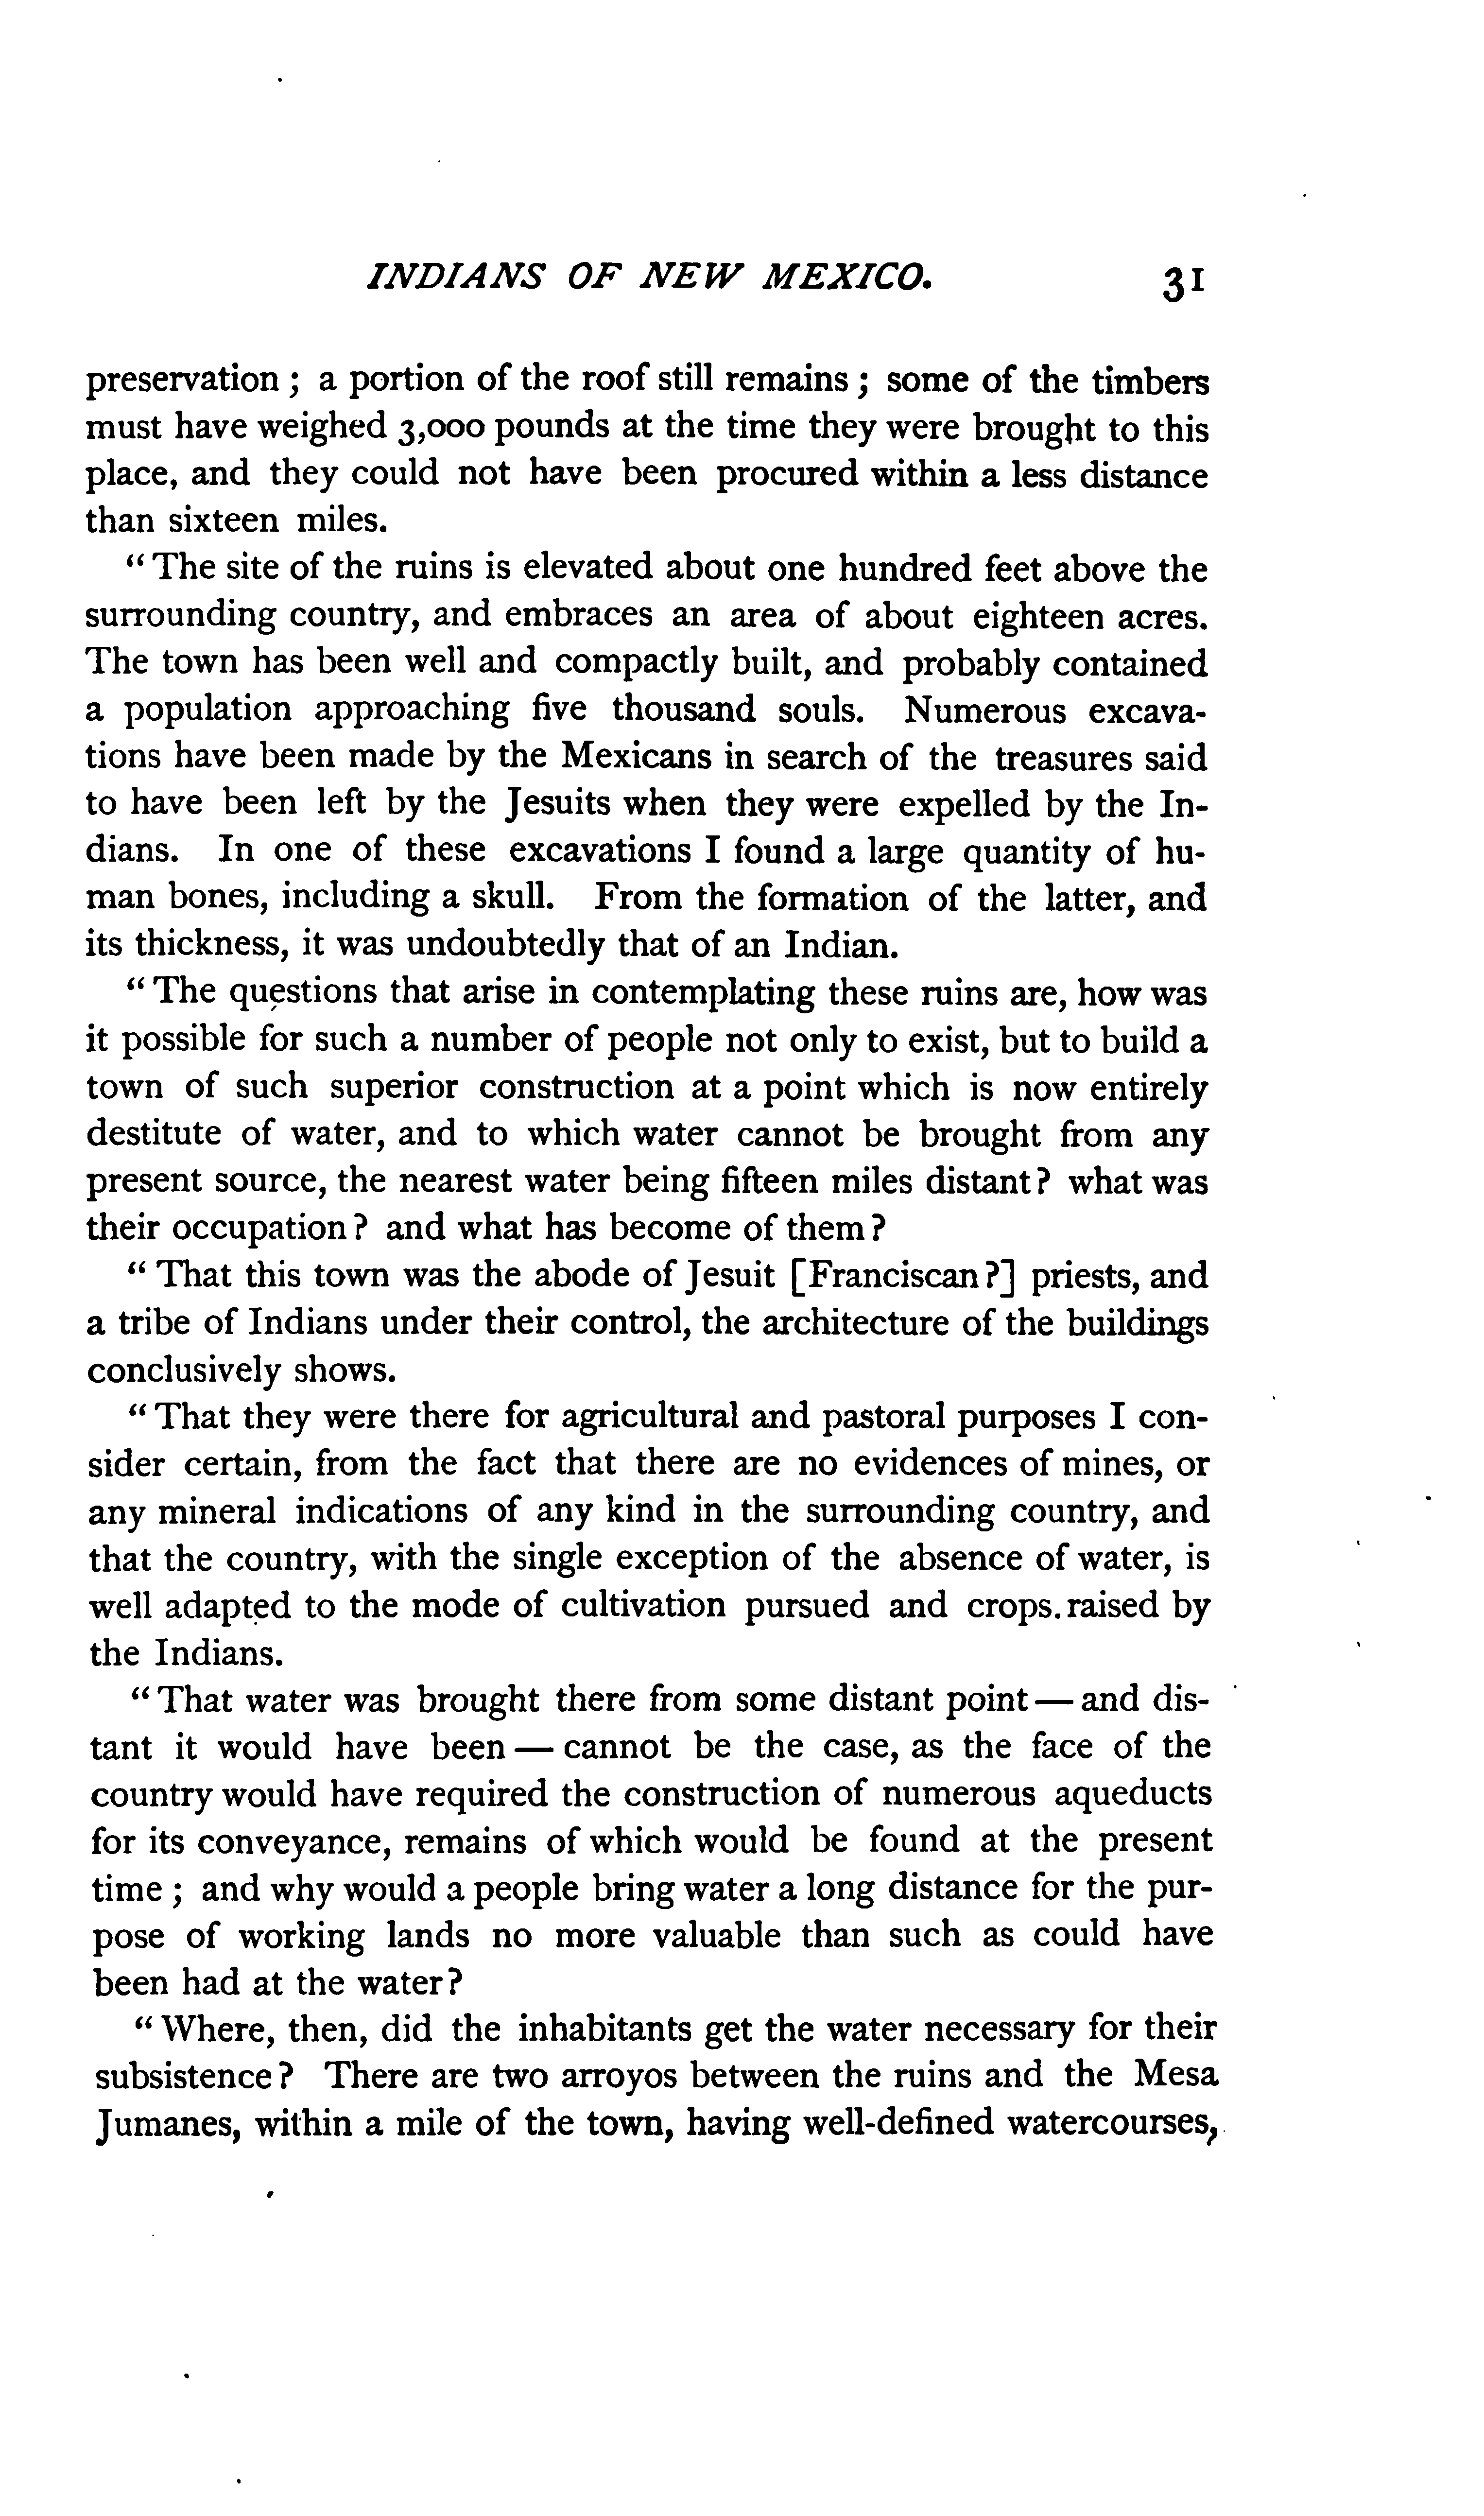 INDIANS OF NEW MEXICO. 31
preservation ; a portion of the roof still remains ; some of the timbers
must have weighed 3,000 pounds at the time they were brought to this
place, and they could not have been procured within a less distance
than sixteen miles.
“ The site of the ruins is elevated about one hundred feet above the
surrounding country, and embraces an area of about eighteen acres.
The town has been well and compactly built, and probably contained
a population approaching five thousand souls. Numerous excava-
tions have been made by the Mexicans in search of the treasures said
to have been left by the Jesuits when they were expelled by the In-
dians. In one of these excavations I found a large quantity of hu-
man bones, including a skull. From the formation of the latter, and
its thickness, it was undoubtedly that of an Indian.
“ The questions that arise in contemplating these ruins are, how was
it possible for such a number of people not only to exist, but to build a
town of such superior construction at a point which is now entirely
destitute of water, and to which water cannot be brought from any
present source, the nearest water being fifteen miles distant ? what was
their occupation ? and what has become of them ?
“ That this town was the abode of Jesuit [Franciscan ?] priests, and
a tribe of Indians under their control, the architecture of the buildings
conclusively shows.
“ That they were there for agricultural and pastoral purposes I con-
sider certain, from the fact that there are no evidences of mines, or
any mineral indications of any kind in the surrounding country, and
that the country, with the single exception of the absence of water, is
well adapted to the mode of cultivation pursued and crops. raised by
the Indians.
“ That water was brought there from some distant point — and dis-
tant it would have been — cannot be the case, as the face of the
country would have required the construction of numerous aqueducts
for its conveyance, remains of which would be found at the present
time ; and why would a people bring water a long distance for the pur-
pose of working lands no more valuable than such as could have
been had at the water ?
“ Where, then, did the inhabitants get the water necessary for their
subsistence ? There are two arroyos between the ruins and the Mesa
Jumanes, within a mile of the town, having well-defined watercourses,